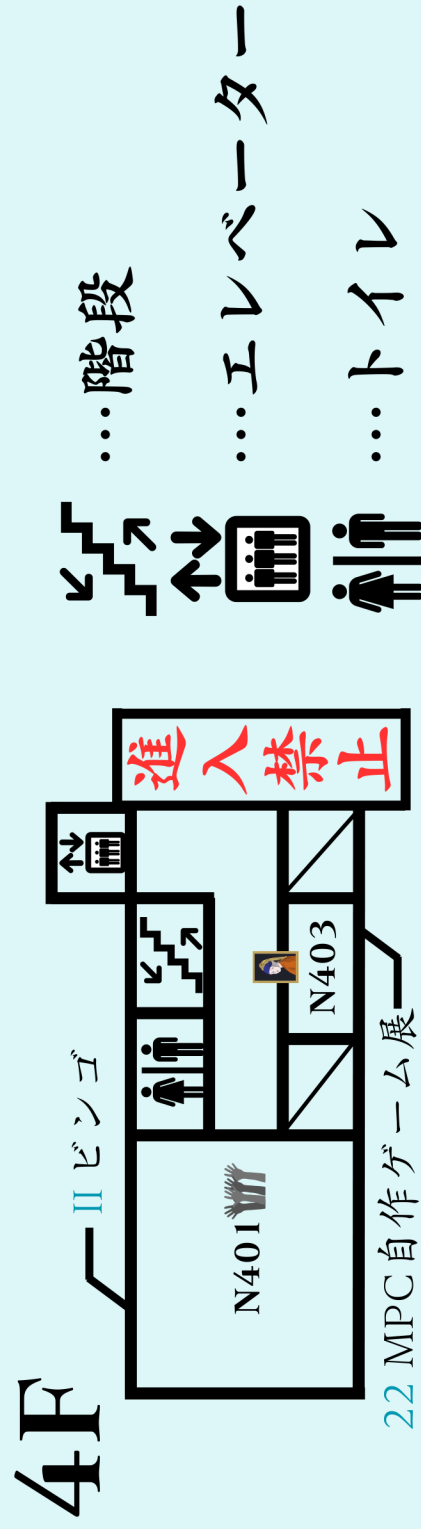 4F
11 ビンゴ
N401
N403
進入禁止
22 MPC自作ゲーム展
…階段
…エレベーター
…トイレ